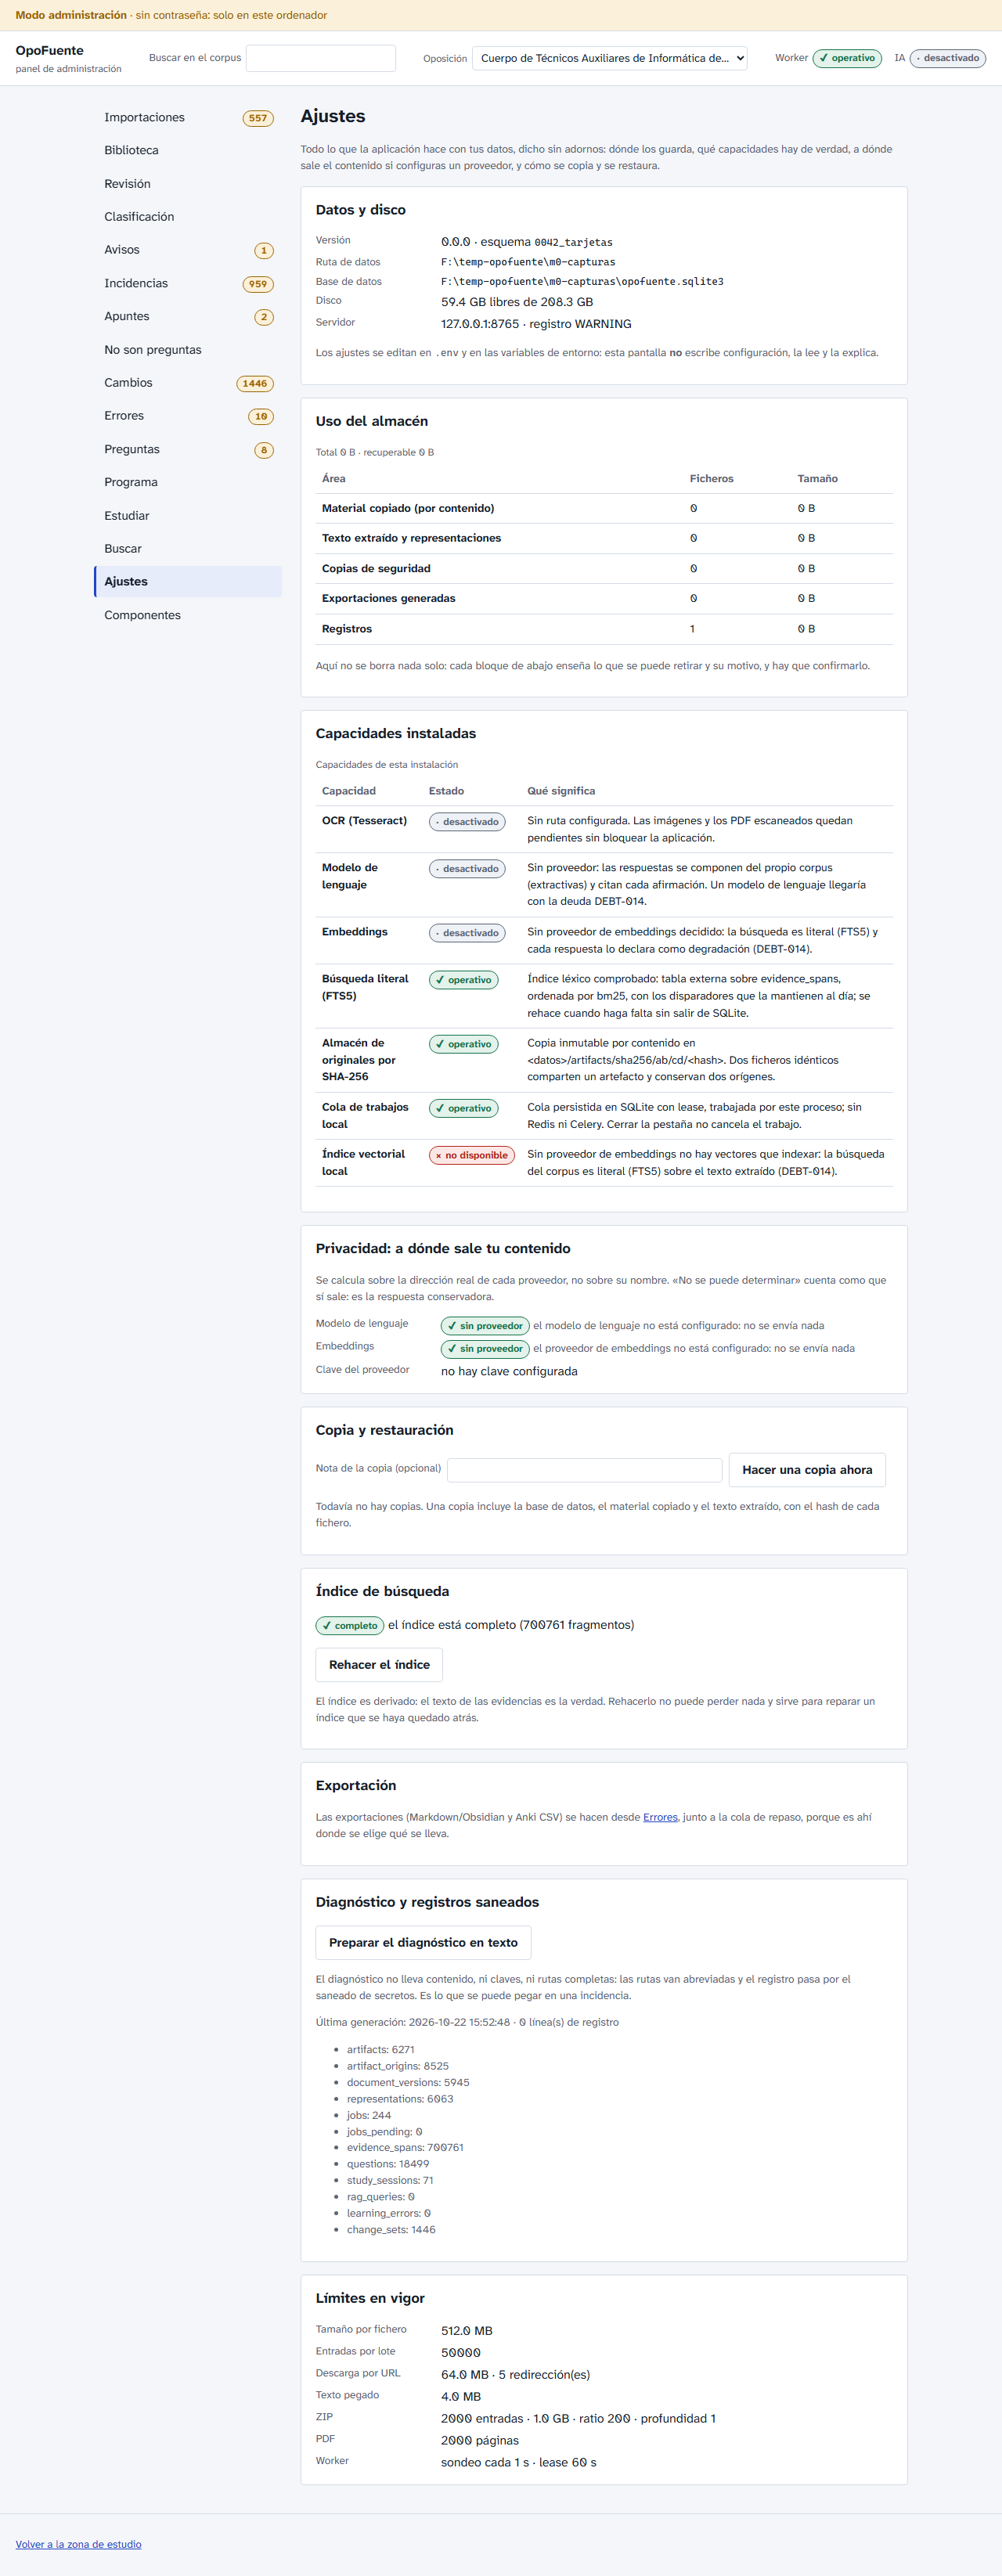 Modo administración · sin contraseña: solo en este ordenador
OpoFuente
panel de administración
Buscar en el corpus
Oposición
Cuerpo de Técnicos Auxiliares de Informática de...
Worker ✓ operativo
IA · desactivado
Importaciones 557
Biblioteca
Revisión
Clasificación
Avisos 1
Incidencias 959
Apuntes 2
No son preguntas
Cambios 1446
Errores 10
Preguntas 8
Programa
Estudiar
Buscar
Ajustes
Componentes
Ajustes
Todo lo que la aplicación hace con tus datos, dicho sin adornos: dónde los guarda, qué capacidades hay de verdad, a dónde
sale el contenido si configuras un proveedor, y cómo se copia y se restaura.
Datos y disco
Versión 0.0.0 · esquema 0042_tarjetas
Ruta de datos F:\temp-opofuente\m0-capturas
Base de datos F:\temp-opofuente\m0-capturas\opofuente.sqlite3
Disco 59.4 GB libres de 208.3 GB
Servidor 127.0.0.1:8765 · registro WARNING
Los ajustes se editan en .env y en las variables de entorno: esta pantalla no escribe configuración, la lee y la explica.
Uso del almacén
Total 0 B · recuperable 0 B
Área Ficheros Tamaño
Material copiado (por contenido) 0 0 B
Texto extraído y representaciones 0 0 B
Copias de seguridad 0 0 B
Exportaciones generadas 0 0 B
Registros 1 0 B
Aquí no se borra nada solo: cada bloque de abajo enseña lo que se puede retirar y su motivo, y hay que confirmarlo.
Capacidades instaladas
Capacidades de esta instalación
Capacidad Estado Qué significa
OCR (Tesseract) · desactivado Sin ruta configurada. Las imágenes y los PDF escaneados quedan
pendientes sin bloquear la aplicación.
Modelo de · desactivado Sin proveedor: las respuestas se componen del propio corpus
lenguaje (extractivas) y citan cada afirmación. Un modelo de lenguaje llegaría
con la deuda DEBT-014.
Embeddings · desactivado Sin proveedor de embeddings decidido: la búsqueda es literal (FTS5) y
cada respuesta lo declara como degradación (DEBT-014).
Búsqueda literal ✓ operativo Índice léxico comprobado: tabla externa sobre evidence_spans,
(FTS5) ordenada por bm25, con los disparadores que la mantienen al día; se
rehace cuando haga falta sin salir de SQLite.
Almacén de ✓ operativo Copia inmutable por contenido en
originales por <datos>/artifacts/sha256/ab/cd/<hash>. Dos ficheros idénticos
SHA-256 comparten un artefacto y conservan dos orígenes.
Cola de trabajos ✓ operativo Cola persistida en SQLite con lease, trabajada por este proceso; sin
local Redis ni Celery. Cerrar la pestaña no cancela el trabajo.
Índice vectorial × no disponible Sin proveedor de embeddings no hay vectores que indexar: la búsqueda
local del corpus es literal (FTS5) sobre el texto extraído (DEBT-014).
Privacidad: a dónde sale tu contenido
Se calcula sobre la dirección real de cada proveedor, no sobre su nombre. «No se puede determinar» cuenta como que
sí sale: es la respuesta conservadora.
Modelo de lenguaje ✓ sin proveedor el modelo de lenguaje no está configurado: no se envía nada
Embeddings ✓ sin proveedor el proveedor de embeddings no está configurado: no se envía nada
Clave del proveedor no hay clave configurada
Copia y restauración
Nota de la copia (opcional) Hacer una copia ahora
Todavía no hay copias. Una copia incluye la base de datos, el material copiado y el texto extraído, con el hash de cada
fichero.
Índice de búsqueda
✓ completo el índice está completo (700761 fragmentos)
Rehacer el índice
El índice es derivado: el texto de las evidencias es la verdad. Rehacerlo no puede perder nada y sirve para reparar un
índice que se haya quedado atrás.
Exportación
Las exportaciones (Markdown/Obsidian y Anki CSV) se hacen desde Errores, junto a la cola de repaso, porque es ahí
donde se elige qué se lleva.
Diagnóstico y registros saneados
Preparar el diagnóstico en texto
El diagnóstico no lleva contenido, ni claves, ni rutas completas: las rutas van abreviadas y el registro pasa por el
saneado de secretos. Es lo que se puede pegar en una incidencia.
Última generación: 2026-10-22 15:52:48 · 0 línea(s) de registro
• artifacts: 6271
• artifact_origins: 8525
• document_versions: 5945
• representations: 6063
• jobs: 244
• jobs_pending: 0
• evidence_spans: 700761
• questions: 18499
• study_sessions: 71
• rag_queries: 0
• learning_errors: 0
• change_sets: 1446
Límites en vigor
Tamaño por fichero 512.0 MB
Entradas por lote 50000
Descarga por URL 64.0 MB · 5 redirección(es)
Texto pegado 4.0 MB
ZIP 2000 entradas · 1.0 GB · ratio 200 · profundidad 1
PDF 2000 páginas
Worker sondeo cada 1 s · lease 60 s
Volver a la zona de estudio